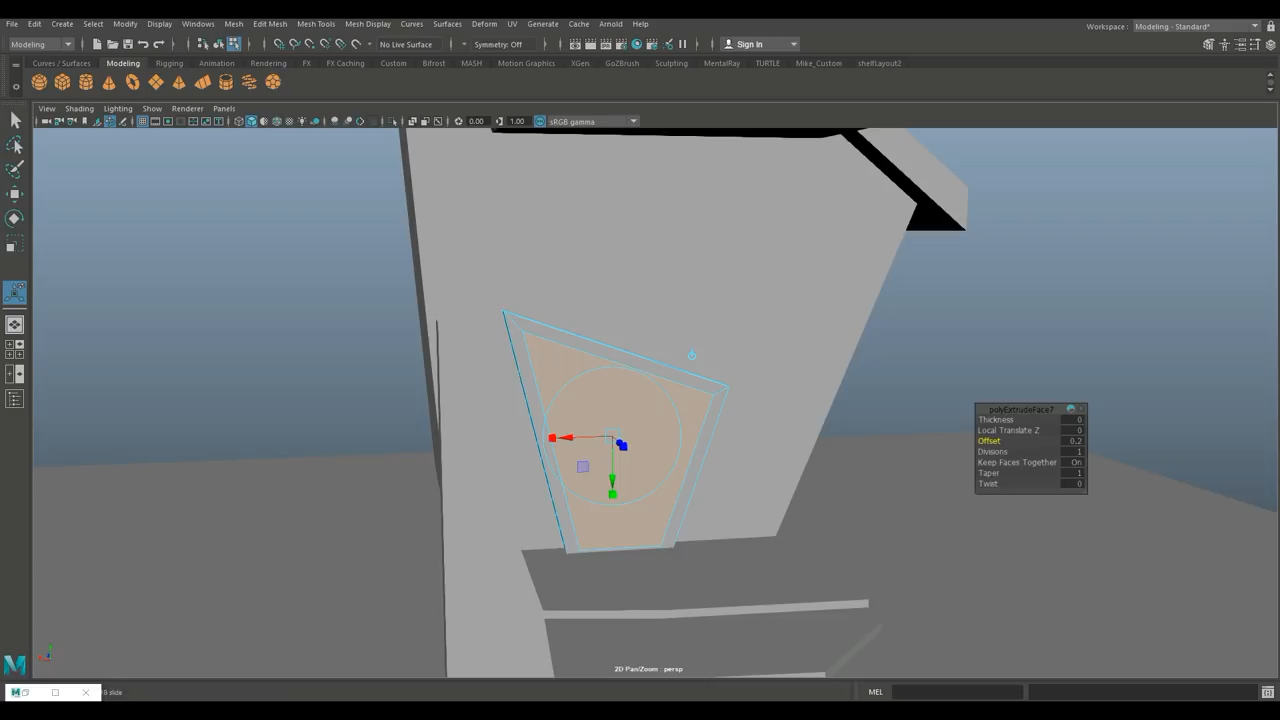 File Edit Create Select Modify Display Windows Mesh Edit Mesh Mesh Tools Mesh Display Curves Surfaces Deform UV Generate Cache Arnold Help
Workspace : Modeling - Standard*
Modeling No Live Surface Symmetry: Off Sign In
Curves / Surfaces Modeling Rigging Animation Rendering FX FX Caching Custom Bifrost MASH Motion Graphics XGen GoZBrush Sculpting MentalRay TURTLE Mike_Custom shelfLayout2
View Shading Lighting Show Renderer Panels
0.00 1.00 sRGB gamma
polyExtrudeFace7
Thickness 0
Local Translate Z 0
Offset 0.2
Divisions 1
Keep Faces Together On
Taper 1
Twist 0
2D Pan/Zoom : persp
slide MEL